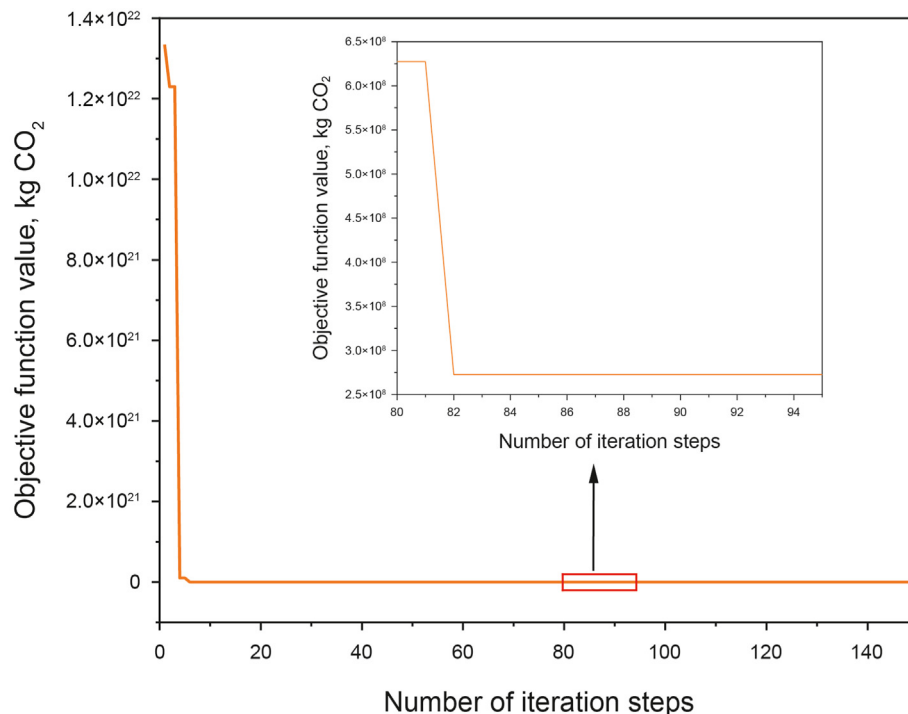 1.4×10²²
1.2×10²²
1.0×10²²
8.0×10²¹
6.0×10²¹
4.0×10²¹
2.0×10²¹
0
Objective function value, kg CO₂
0 20 40 60 80 100 120 140
Number of iteration steps
6.5×10⁸
6.0×10⁸
5.5×10⁸
5.0×10⁸
4.5×10⁸
4.0×10⁸
3.5×10⁸
3.0×10⁸
2.5×10⁸
Objective function value, kg CO₂
80 82 84 86 88 90 92 94
Number of iteration steps